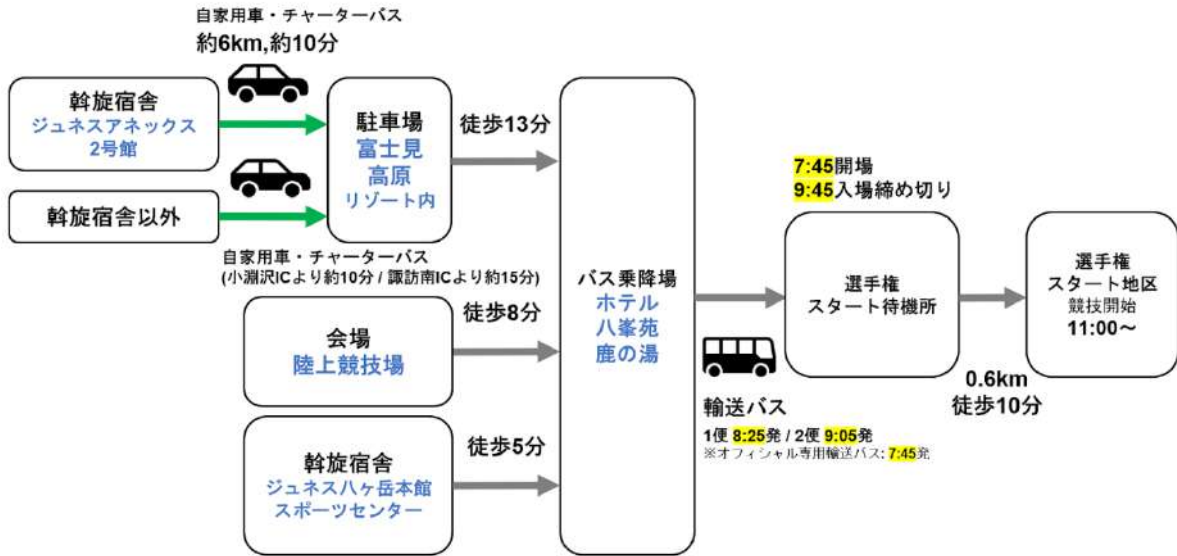 自家用車・チャーターバス
約6km,約10分
斡旋宿舎
ジュネスアネックス
2号館
斡旋宿舎以外
駐車場
富士見
高原
リゾート内
徒歩13分
自家用車・チャーターバス
(小淵沢ICより約10分 / 諏訪南ICより約15分)
会場
陸上競技場
徒歩8分
斡旋宿舎
ジュネス八ヶ岳本館
スポーツセンター
徒歩5分
バス乗降場
ホテル
八峯苑
鹿の湯
輸送バス
1便 8:25発 / 2便 9:05発
※オフィシャル専用輸送バス: 7:45発
7:45開場
9:45入場締め切り
選手権
スタート待機所
0.6km
徒歩10分
選手権
スタート地区
競技開始
11:00～